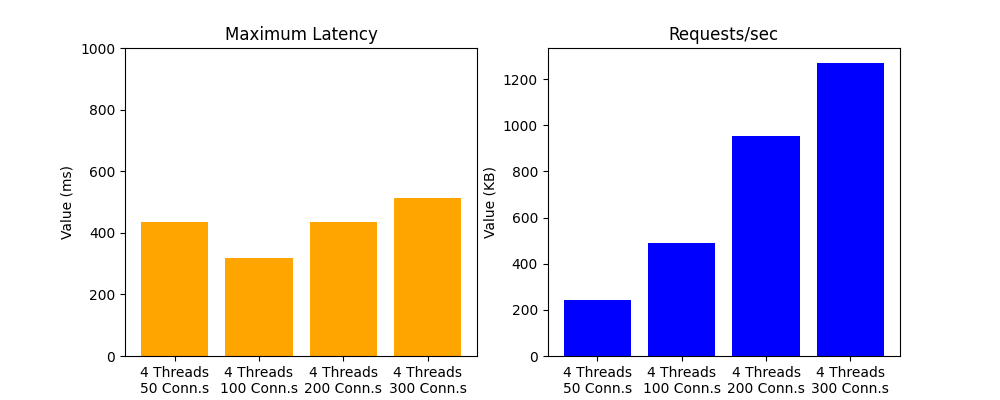 Maximum Latency
Value (ms)
1000
800
600
400
200
0
4 Threads
50 Conn.s
4 Threads
100 Conn.s
4 Threads
200 Conn.s
4 Threads
300 Conn.s
Requests/sec
Value (KB)
1200
1000
800
600
400
200
0
4 Threads
50 Conn.s
4 Threads
100 Conn.s
4 Threads
200 Conn.s
4 Threads
300 Conn.s